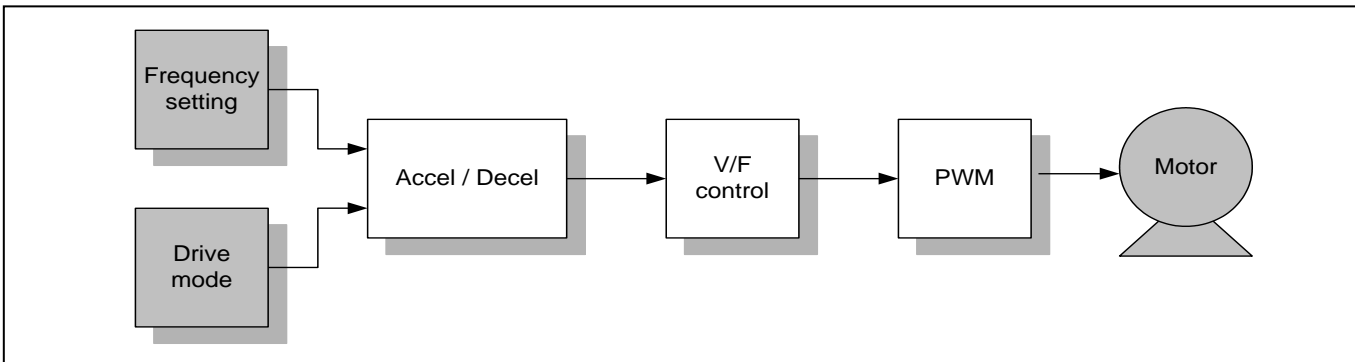 Frequency
setting
Drive
mode
Accel / Decel
V/F
control
PWM
Motor